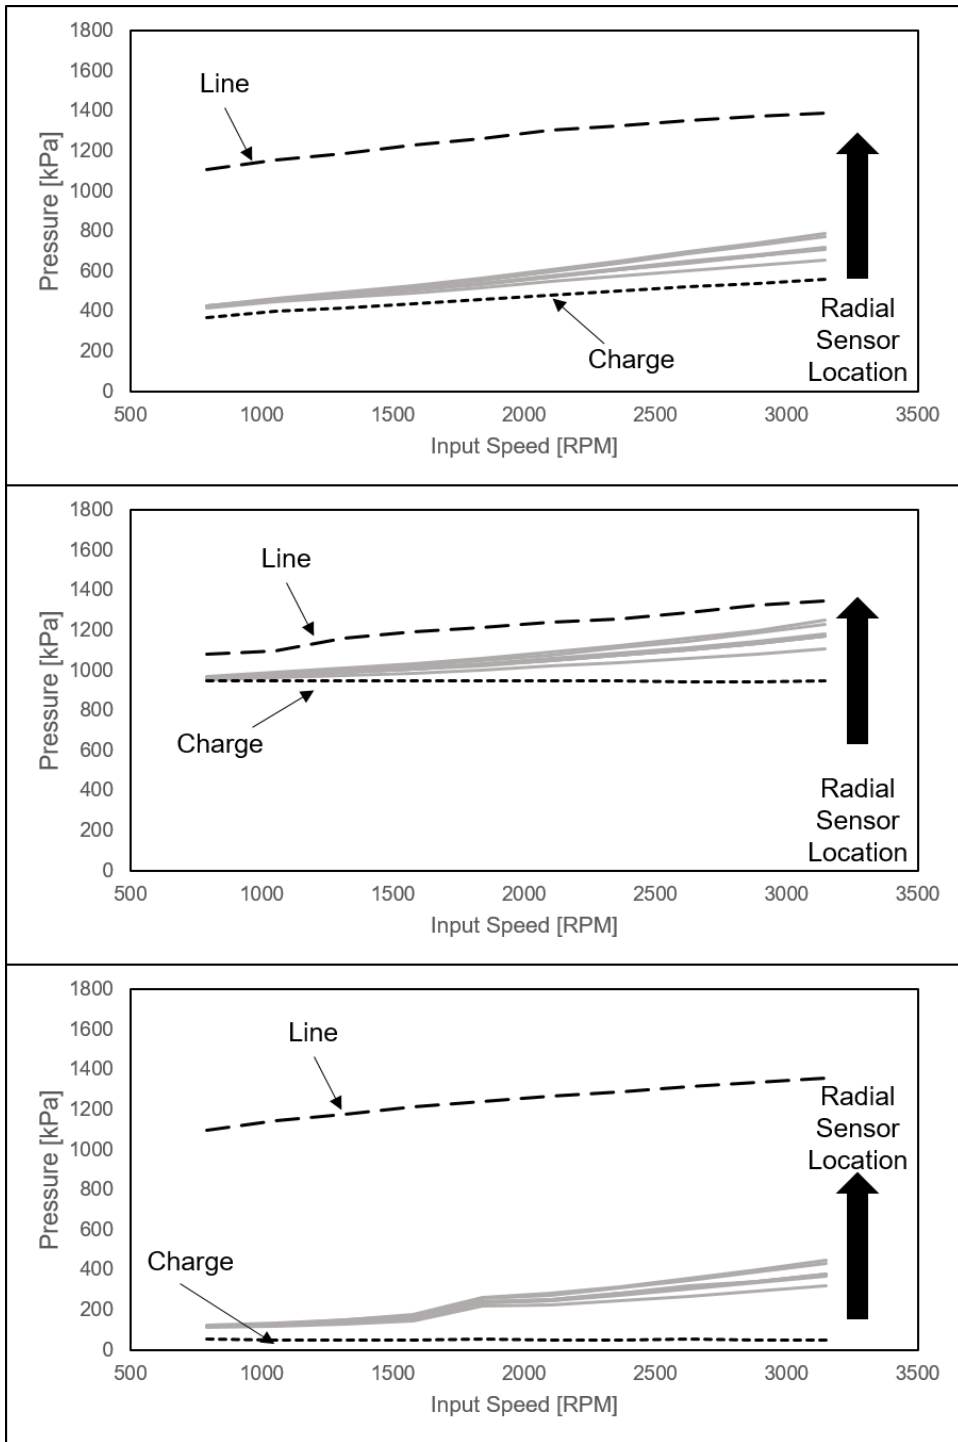 1800
1600
1400
1200
1000
800
600
400
200
0
Pressure [kPa]
Line
Charge
Radial
Sensor
Location
500 1000 1500 2000 2500 3000 3500
Input Speed [RPM]
1800
1600
1400
1200
1000
800
600
400
200
0
Pressure [kPa]
Line
Charge
Radial
Sensor
Location
500 1000 1500 2000 2500 3000 3500
Input Speed [RPM]
1800
1600
1400
1200
1000
800
600
400
200
0
Pressure [kPa]
Line
Radial
Sensor
Location
Charge
500 1000 1500 2000 2500 3000 3500
Input Speed [RPM]